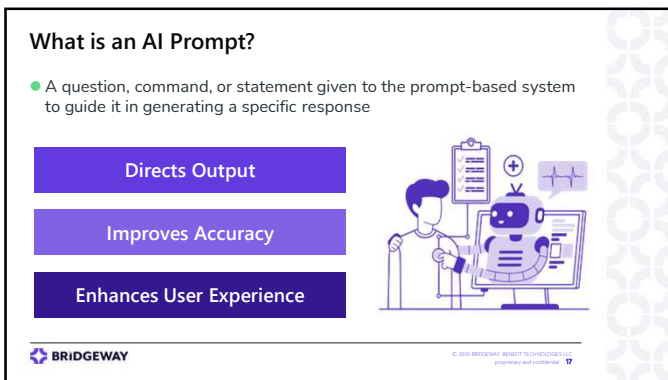 What is an AI Prompt?
A question, command, or statement given to the prompt-based system
to guide it in generating a specific response
Directs Output
Improves Accuracy
Enhances User Experience
BRIDGEWAY
© 2026 BRIDGEWAY BENEFIT TECHNOLOGIES LLC
proprietary and confidential 17